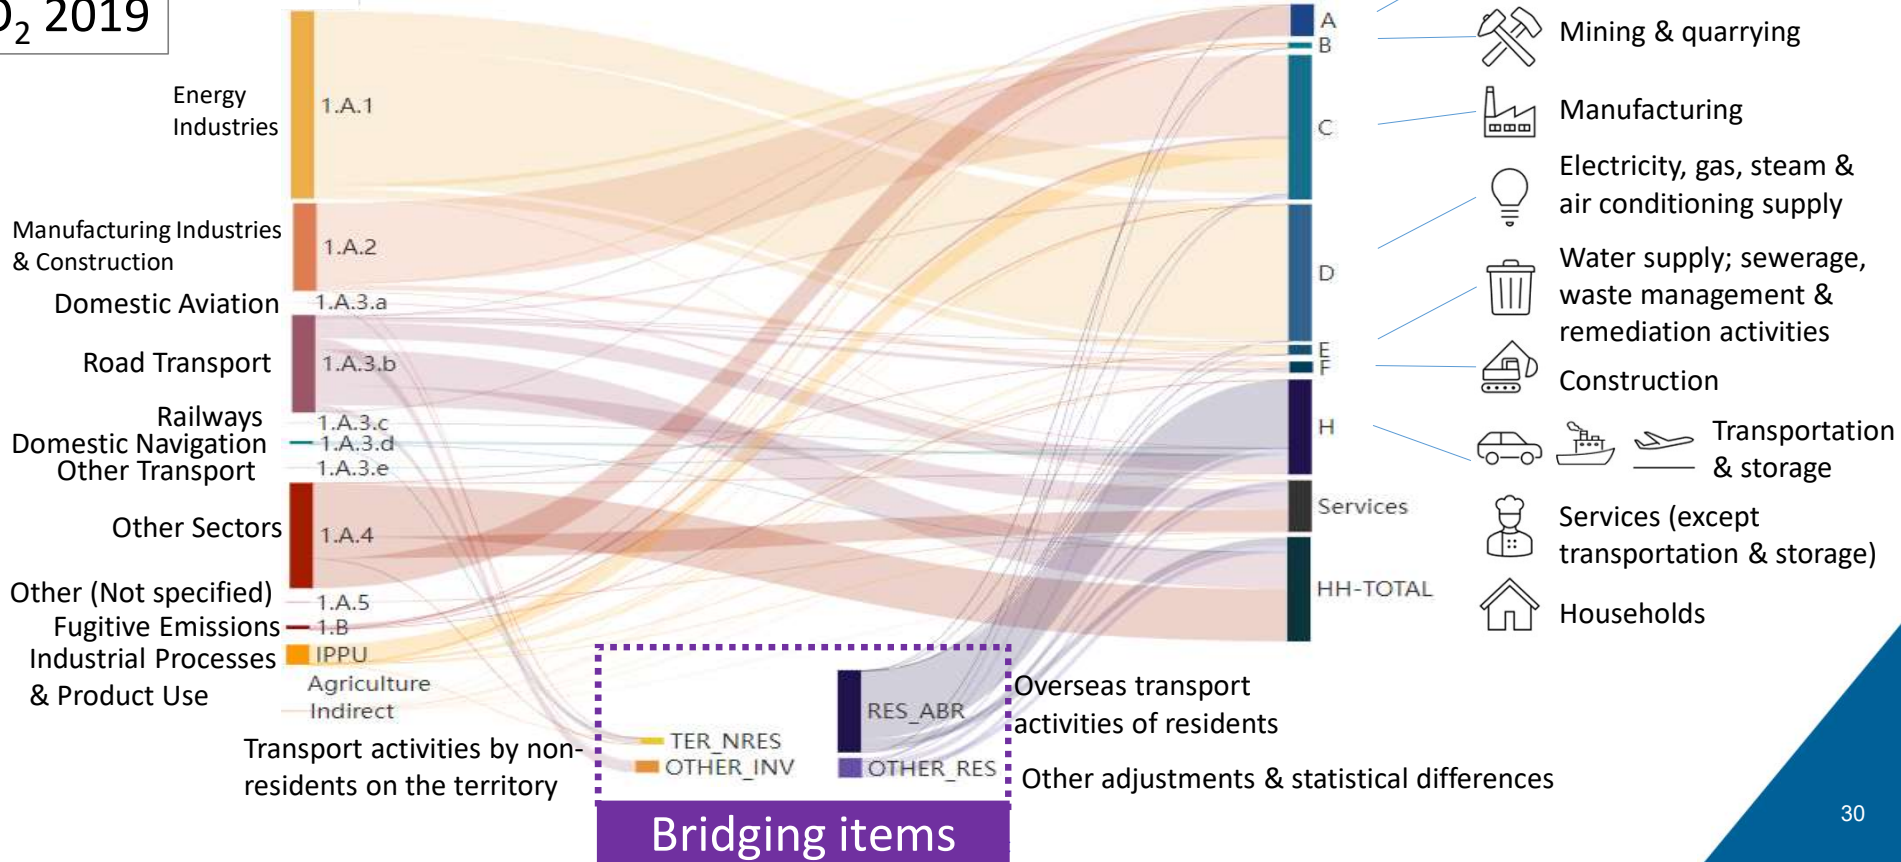 2019
Energy
Industries
Manufacturing Industries
& Construction
Domestic Aviation
Road Transport
Railways
Domestic Navigation
Other Transport
Other Sectors
Other (Not specified)
Fugitive Emissions
Industrial Processes
& Product Use
1.A.1
1.A.2
1.A.3.a
1.A.3.b
1.A.3.c
1.A.3.d
1.A.3.e
1.A.4
1.A.5
1.B
IPPU
Agriculture
Indirect
Transport activities by non-
residents on the territory
TER_NRES
OTHER_INV
RES_ABR
OTHER_RES
Bridging items
Overseas transport
activities of residents
Other adjustments & statistical differences
A
B
C
D
E
F
H
Services
HH-TOTAL
Mining & quarrying
Manufacturing
Electricity, gas, steam &
air conditioning supply
Water supply; sewerage,
waste management &
remediation activities
Construction
Transportation
& storage
Services (except
transportation & storage)
Households
30